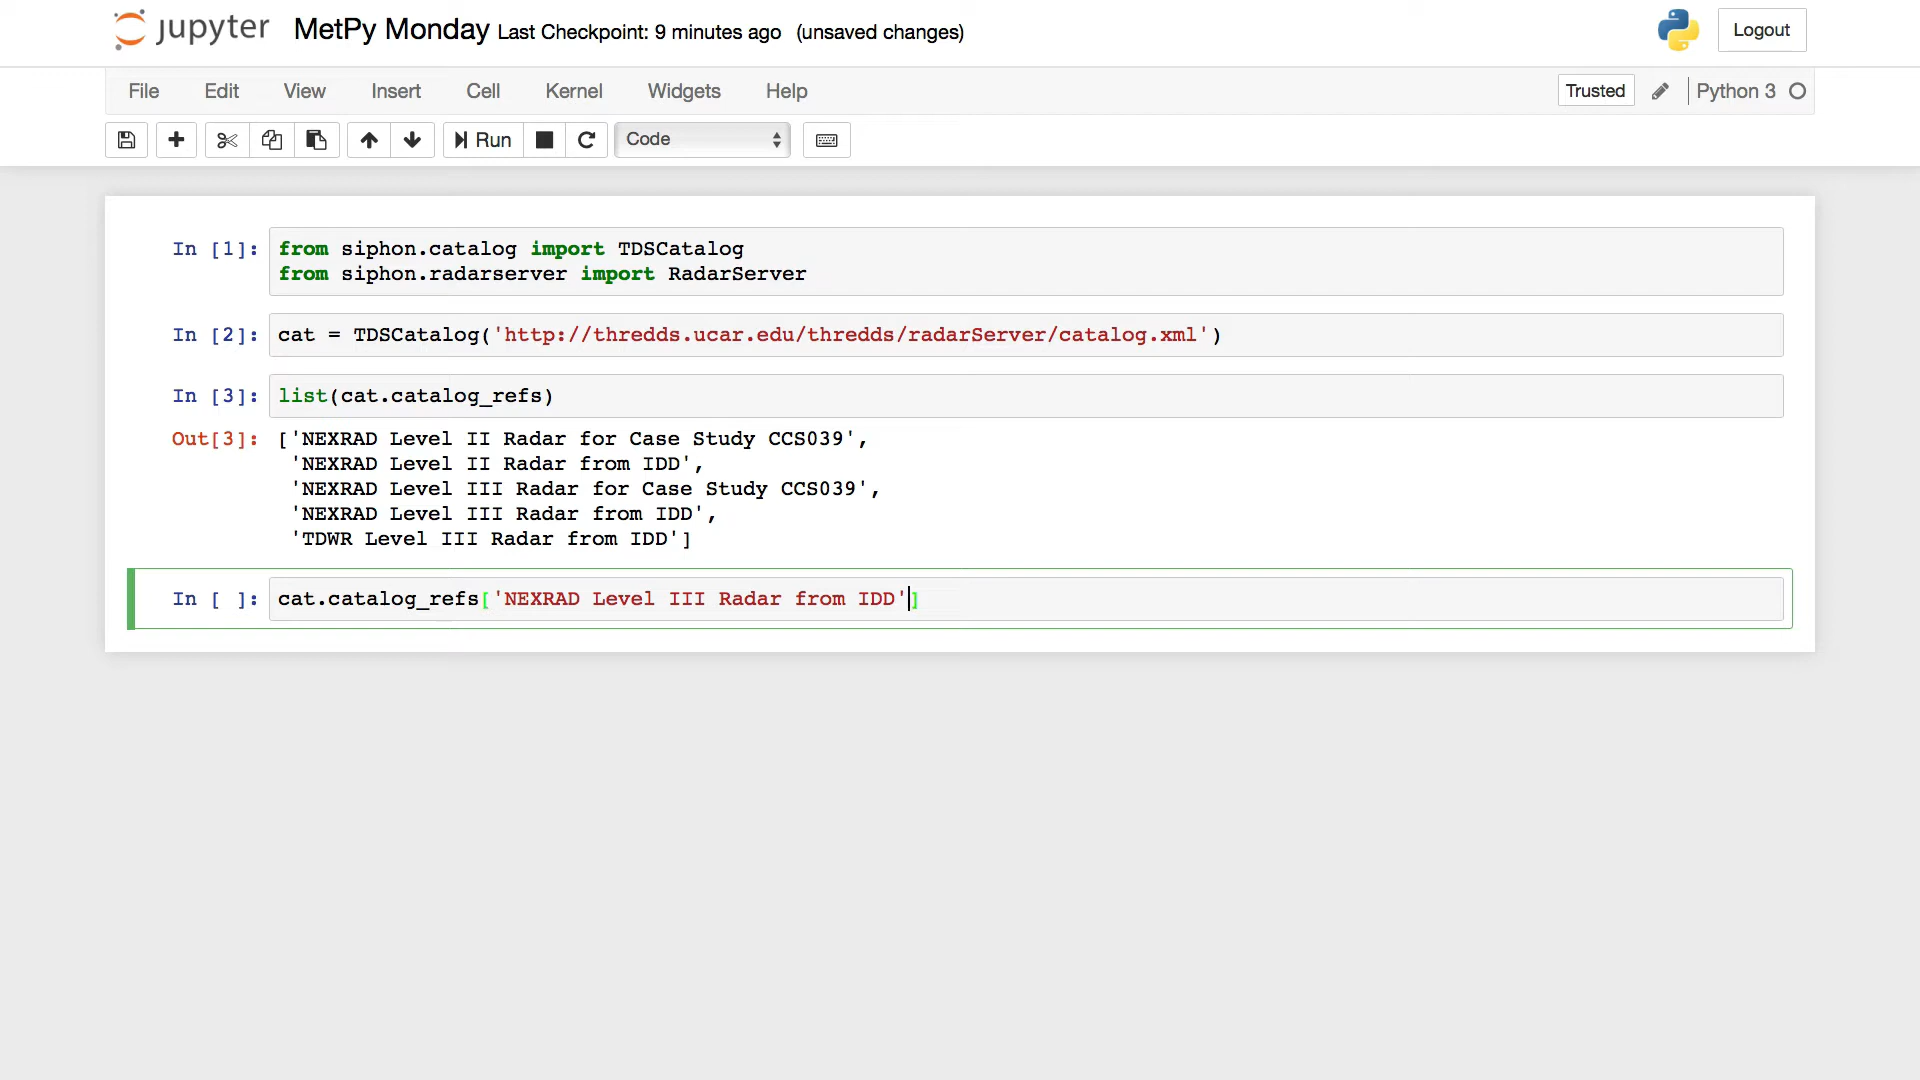 jupyter MetPy Monday Last Checkpoint: 9 minutes ago (unsaved changes) Logout
File Edit View Insert Cell Kernel Widgets Help Trusted Python 3
Run Code
In [1]: from siphon.catalog import TDSCatalog
from siphon.radarserver import RadarServer
In [2]: cat = TDSCatalog('http://thredds.ucar.edu/thredds/radarServer/catalog.xml')
In [3]: list(cat.catalog_refs)
Out[3]: ['NEXRAD Level II Radar for Case Study CCS039',
'NEXRAD Level II Radar from IDD',
'NEXRAD Level III Radar for Case Study CCS039',
'NEXRAD Level III Radar from IDD',
'TDWR Level III Radar from IDD']
In [ ]: cat.catalog_refs['NEXRAD Level III Radar from IDD']